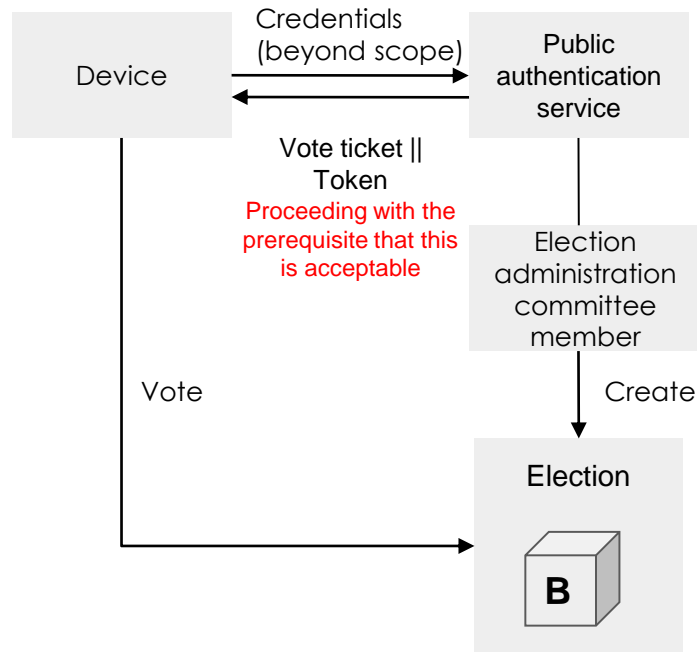 Credentials
(beyond scope)
Device
Public
authentication
service
Vote ticket ||
Token
Proceeding with the
prerequisite that this
is acceptable
Election
administration
committee
member
Vote
Create
Election
B